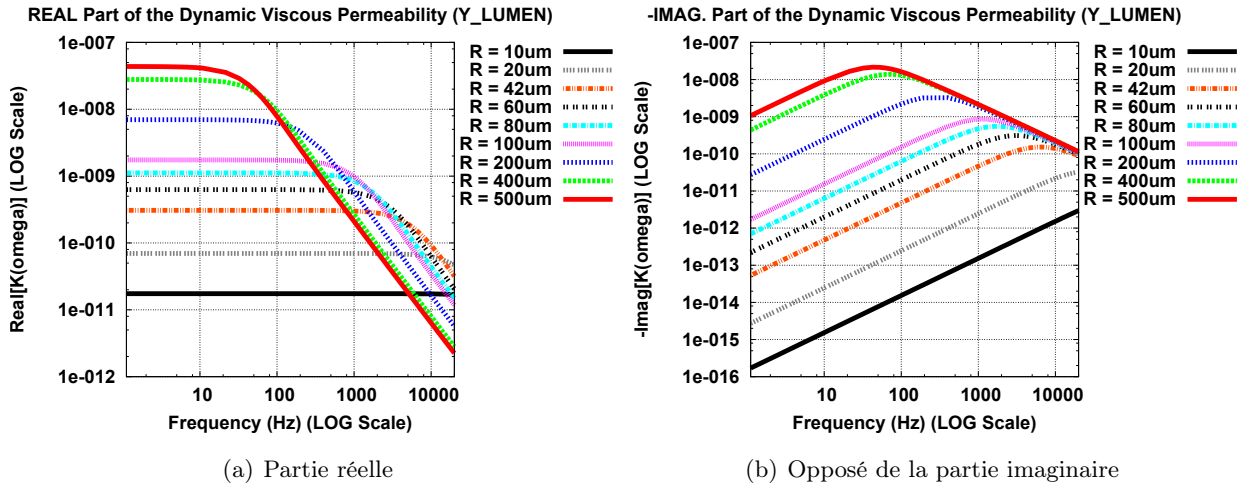 REAL Part of the Dynamic Viscous Permeability (Y_LUMEN)
Real[K(omega)] (LOG Scale)
1e-007
1e-008
1e-009
1e-010
1e-011
1e-012
10
100
1000
10000
Frequency (Hz) (LOG Scale)
R = 10um
R = 20um
R = 42um
R = 60um
R = 80um
R = 100um
R = 200um
R = 400um
R = 500um
(a) Partie réelle
-IMAG. Part of the Dynamic Viscous Permeability (Y_LUMEN)
-Imag[K(omega)] (LOG Scale)
1e-007
1e-008
1e-009
1e-010
1e-011
1e-012
1e-013
1e-014
1e-015
1e-016
10
100
1000
10000
Frequency (Hz) (LOG Scale)
R = 10um
R = 20um
R = 42um
R = 60um
R = 80um
R = 100um
R = 200um
R = 400um
R = 500um
(b) Opposé de la partie imaginaire